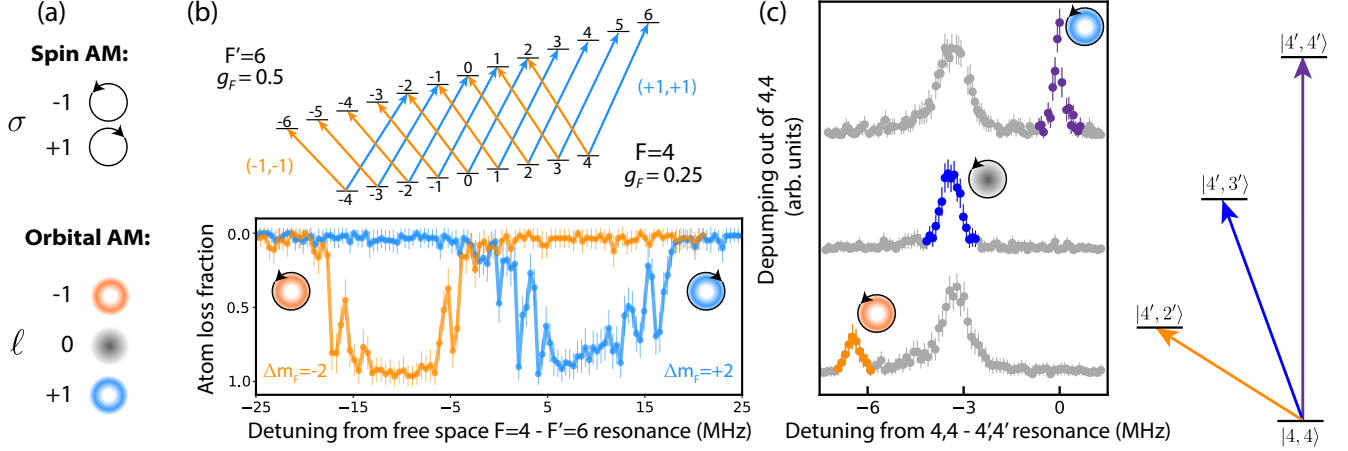 (a)
Spin AM:
σ
-1
+1
Orbital AM:
ℓ
-1
0
+1
(b)
F'=6
g_F = 0.5
-6 -5 -4 -3 -2 -1 0 1 2 3 4 5 6
(-1,-1)
(+1,+1)
F=4
g_F = 0.25
-4 -3 -2 -1 0 1 2 3 4
Atom loss fraction
0.0
0.5
1.0
Δm_F=-2
Δm_F=+2
-25 -15 -5 5 15 25
Detuning from free space F=4 - F'=6 resonance (MHz)
(c)
Depumping out of 4,4
(arb. units)
-6 -3 0
Detuning from 4,4 - 4',4' resonance (MHz)
|4′, 4′⟩
|4′, 3′⟩
|4′, 2′⟩
|4, 4⟩